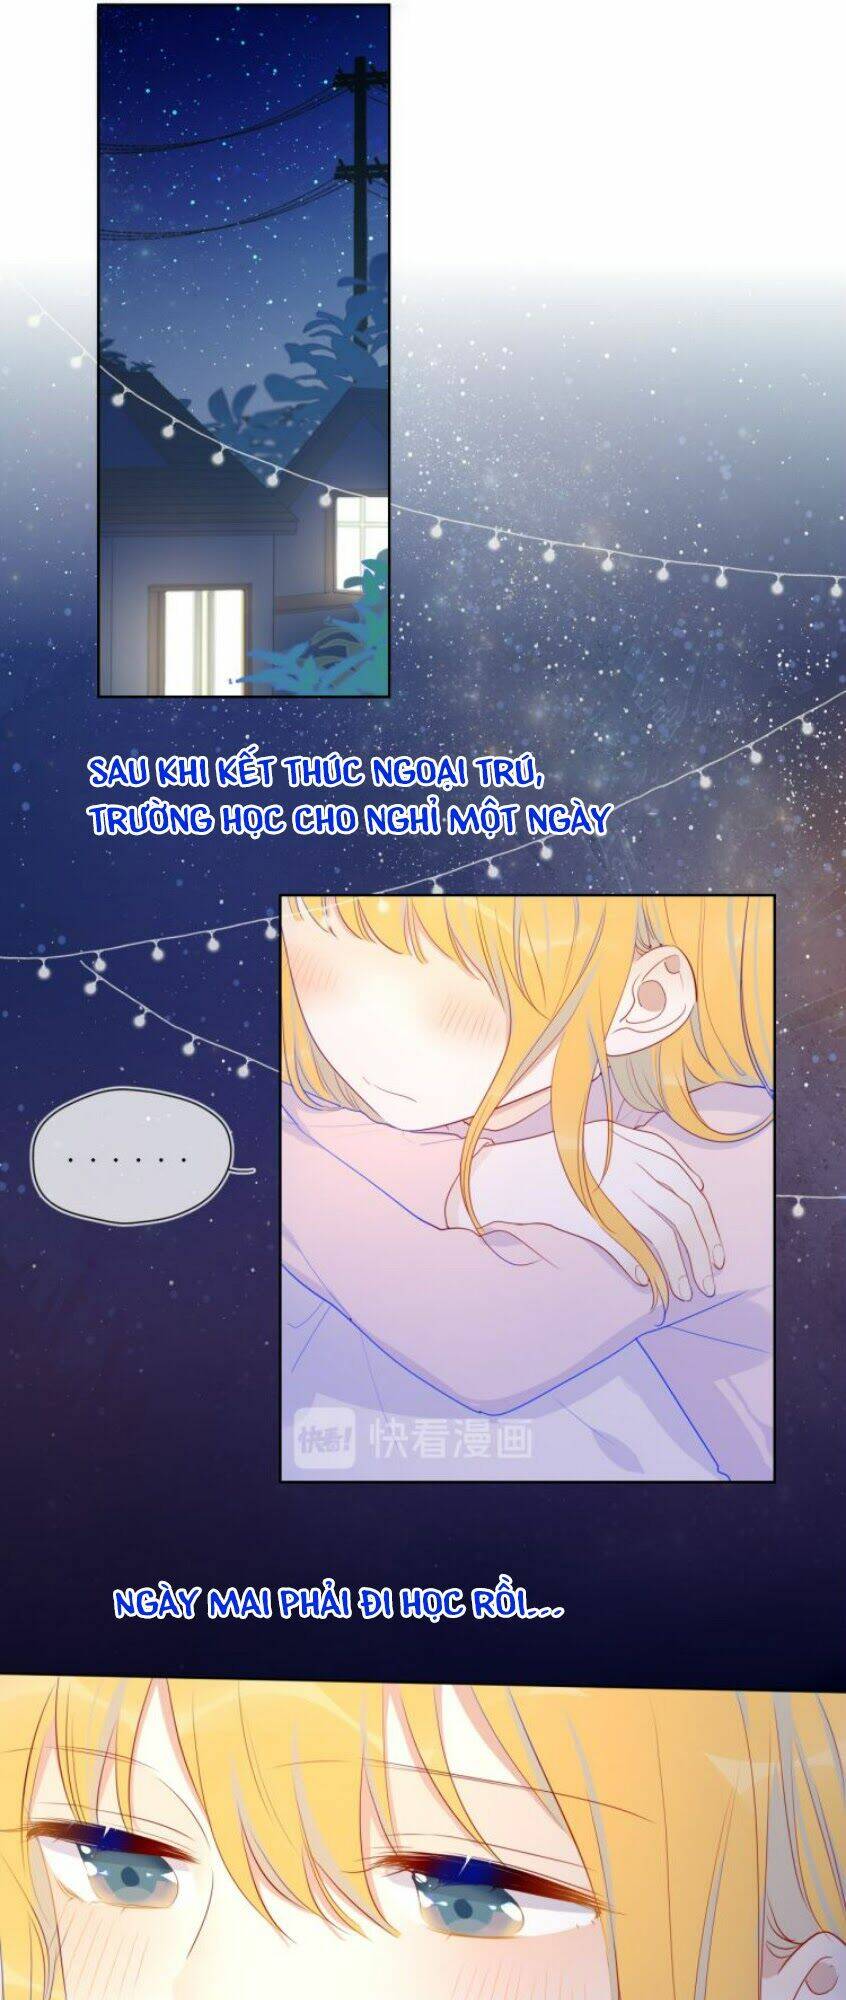 SAU KHI KẾT THÚC NGOẠI TRÚ,
TRƯỜNG HỌC CHO NGHỈ MỘT NGÀY
......
快看! 快看漫画
NGÀY MAI PHẢI ĐI HỌC RỒI...